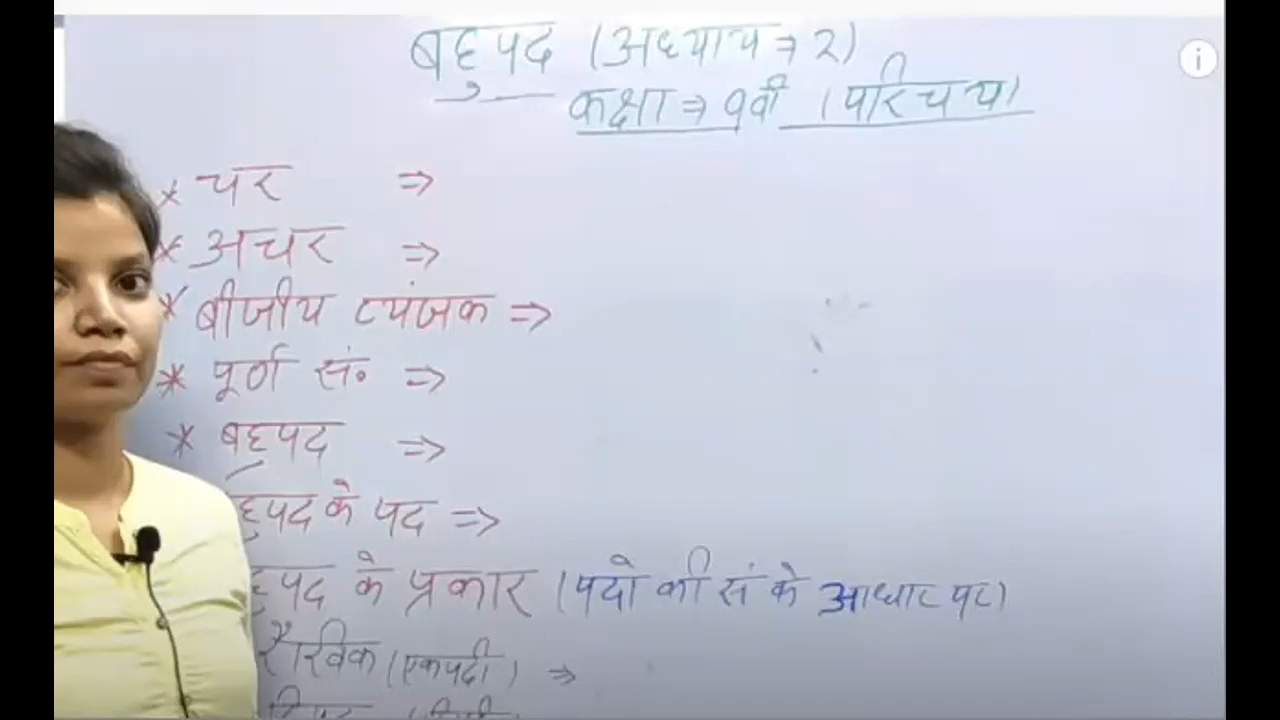 बहुपद (अध्याय → २)
कक्षा ⇒ 9वी (परिचय)
* चर ⇒
* अचर ⇒
* बीजीय व्यंजक ⇒
* पूर्ण सं॰ ⇒
* बहुपद ⇒
हुपद के पद ⇒
हुपद के प्रकार (पदो की सं के आधार पर)
रैखिक (एकपदी) ⇒